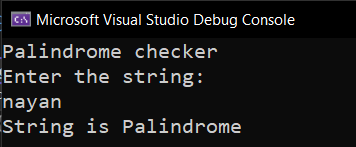 Microsoft Visual Studio Debug Console
Palindrome checker
Enter the string:
nayan
String is Palindrome